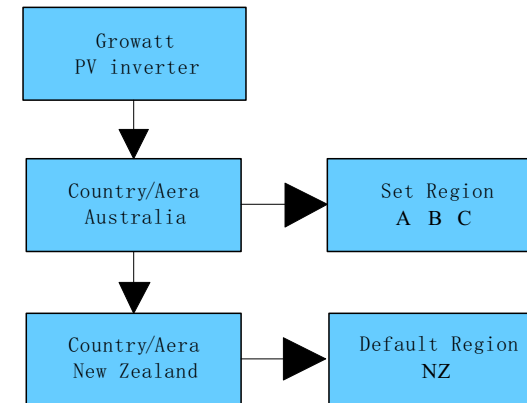 Growatt
PV inverter
Country/Aera
Australia
Set Region
A B C
Country/Aera
New Zealand
Default Region
NZ